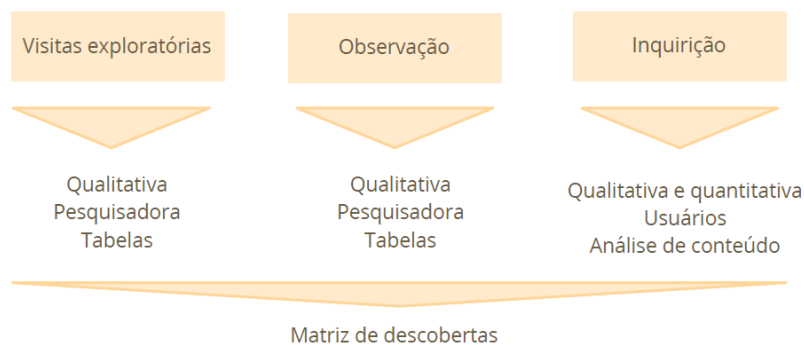 Visitas exploratórias
Observação
Inquirição
Qualitativa
Pesquisadora
Tabelas
Qualitativa
Pesquisadora
Tabelas
Qualitativa e quantitativa
Usuários
Análise de conteúdo
Matriz de descobertas